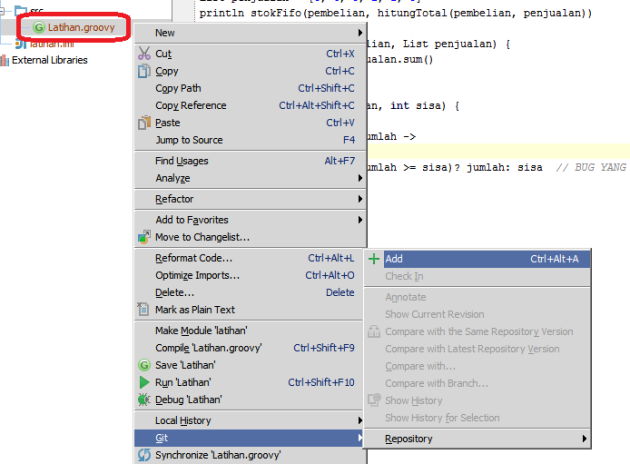 src
println stokFifo(pembelian, hitungTotal(pembelian, penjualan))
Latihan.groovy
latihan.iml
External Libraries
lian, List penjualan) {
ualan.sum()
an, int sisa) {
umlah ->
umlah >= sisa)? jumlah: sisa // BUG YANG
New
Cut Ctrl+X
Copy Ctrl+C
Copy Path Ctrl+Shift+C
Copy Reference Ctrl+Alt+Shift+C
Paste Ctrl+V
Jump to Source F4
Find Usages Alt+F7
Analyze
Refactor
Add to Favorites
Move to Changelist...
Reformat Code... Ctrl+Alt+L
Optimize Imports... Ctrl+Alt+O
Delete... Delete
Mark as Plain Text
Make Module 'latihan'
Compile 'Latihan.groovy' Ctrl+Shift+F9
Save 'Latihan'
Run 'Latihan' Ctrl+Shift+F10
Debug 'Latihan'
Local History
Git
Synchronize 'Latihan.groovy'
Add Ctrl+Alt+A
Check In
Annotate
Show Current Revision
Compare with the Same Repository Version
Compare with Latest Repository Version
Compare with...
Compare with Branch...
Show History
Show History for Selection
Repository